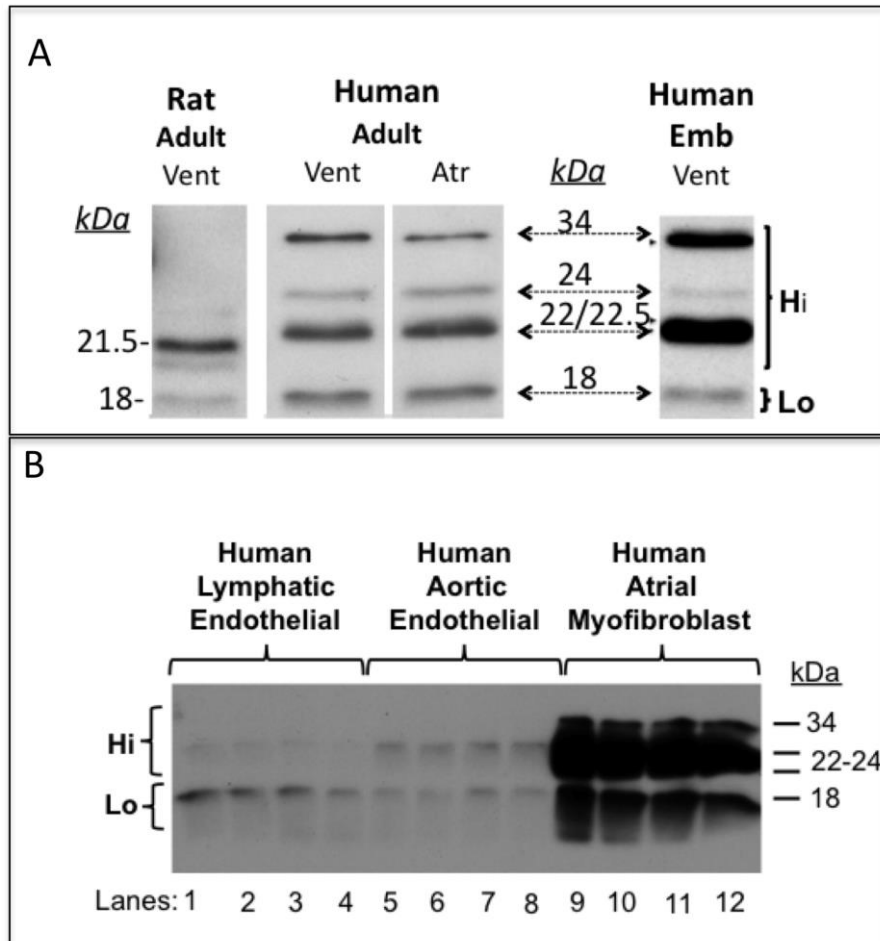 A
Rat
Adult
Vent
Human
Adult
Vent Atr
Human
Emb
Vent
kDa
kDa
34
24
22/22.5
18
21.5-
18-
Hi
Lo
B
Human
Lymphatic
Endothelial
Human
Aortic
Endothelial
Human
Atrial
Myofibroblast
kDa
34
22-24
18
Hi
Lo
Lanes: 1 2 3 4 5 6 7 8 9 10 11 12